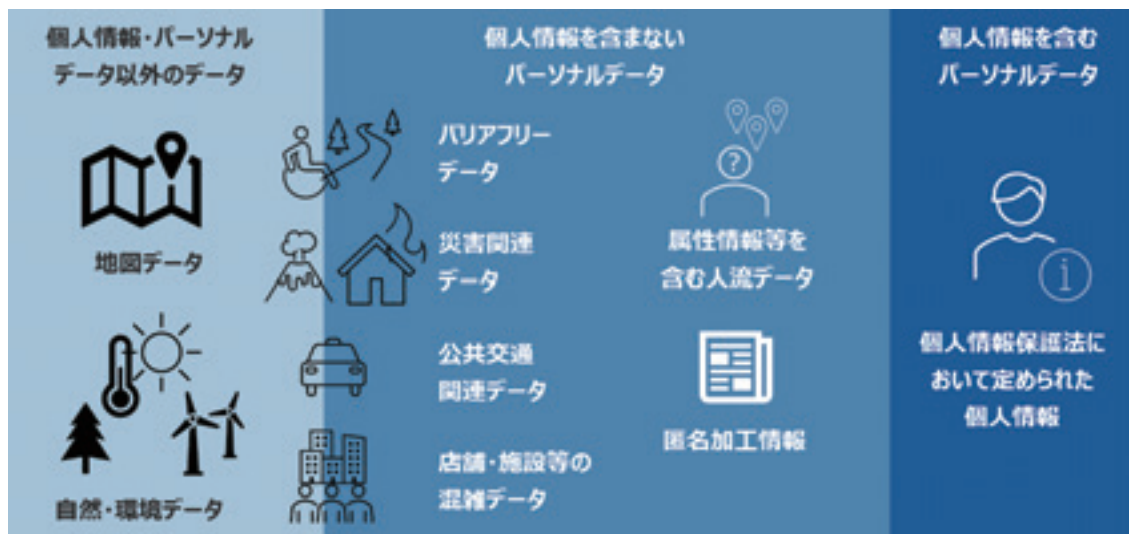 個人情報・パーソナル
データ以外のデータ
地図データ
自然・環境データ
個人情報を含まない
パーソナルデータ
バリアフリー
データ
災害関連
データ
公共交通
関連データ
店舗・施設等の
混雑データ
?
属性情報等を
含む人流データ
匿名加工情報
個人情報を含む
パーソナルデータ
i
個人情報保護法に
おいて定められた
個人情報